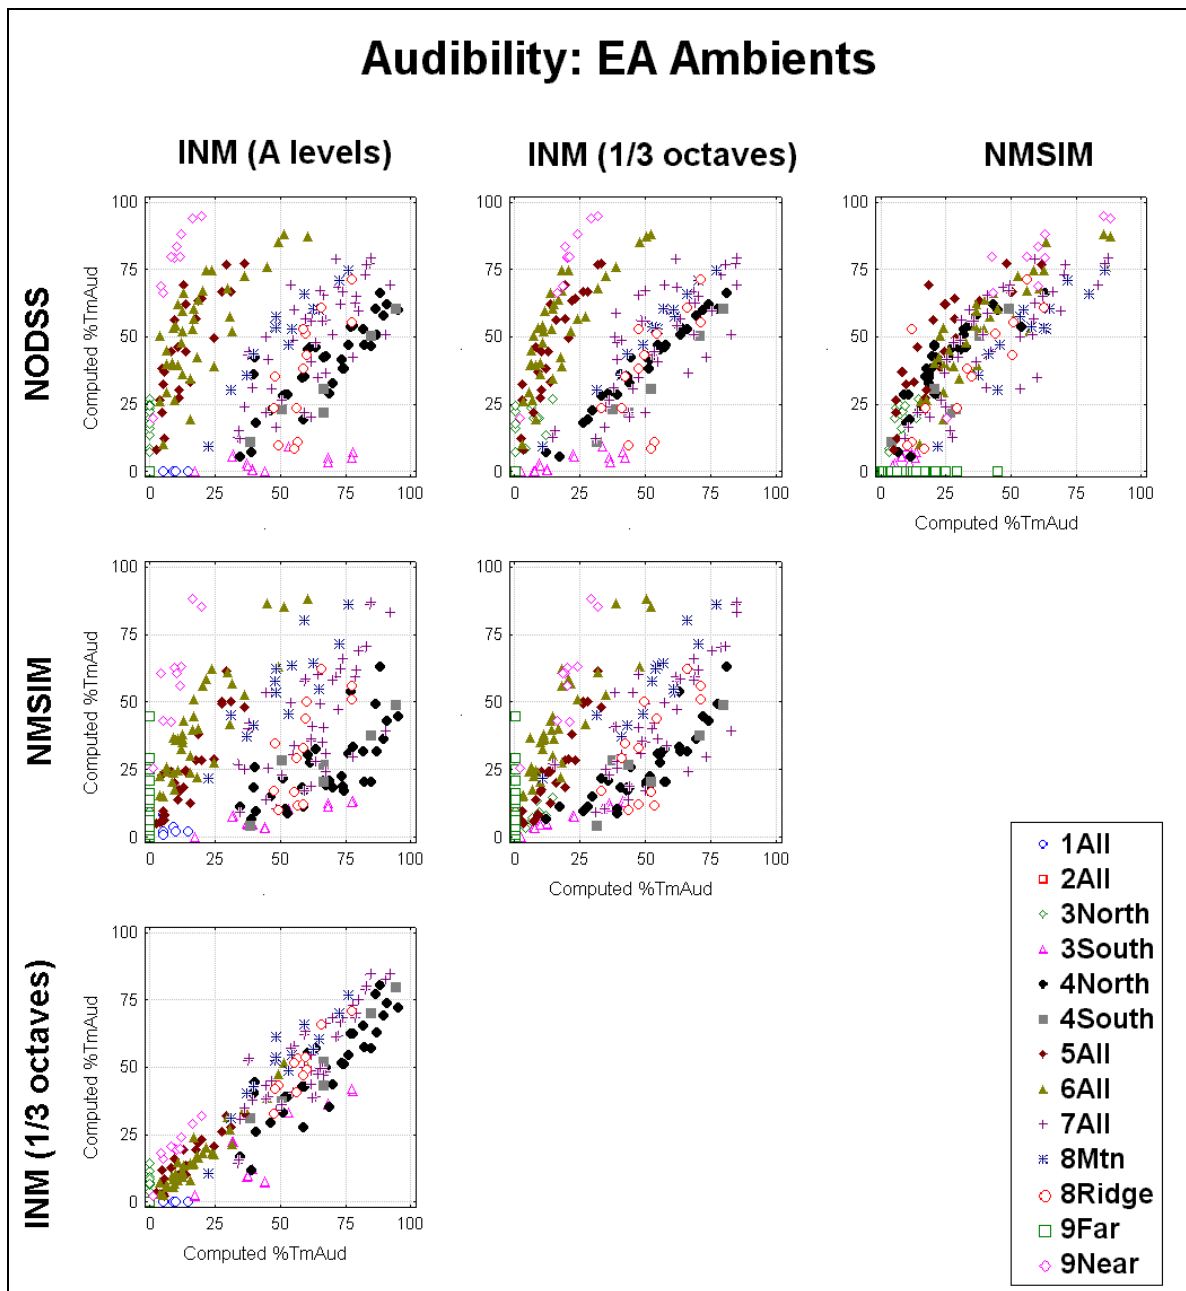 Audibility: EA Ambients
INM (A levels)
INM (1/3 octaves)
NMSIM
NODSS
Computed %TmAud
100
75
50
25
0
0 25 50 75 100
100
75
50
25
0
0 25 50 75 100
100
75
50
25
0
0 25 50 75 100
Computed %TmAud
NMSIM
Computed %TmAud
100
75
50
25
0
0 25 50 75 100
100
75
50
25
0
0 25 50 75 100
Computed %TmAud
INM (1/3 octaves)
Computed %TmAud
100
75
50
25
0
0 25 50 75 100
Computed %TmAud
1All
2All
3North
3South
4North
4South
5All
6All
7All
8Mtn
8Ridge
9Far
9Near